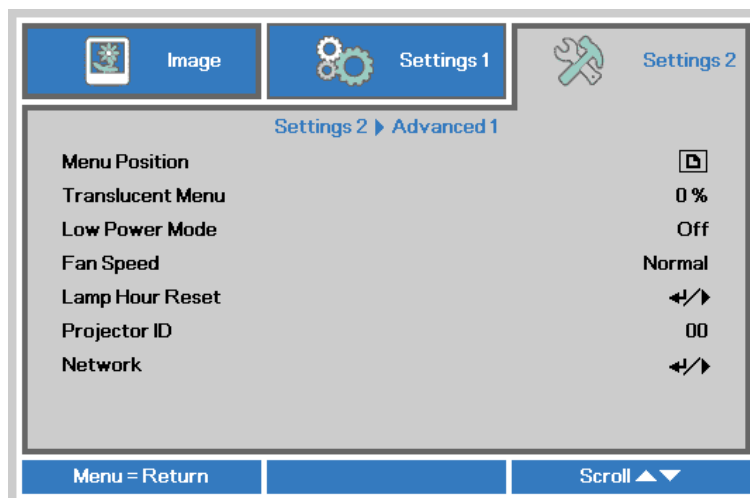 Image
Settings 1
Settings 2
Settings 2 ▶ Advanced 1
Menu Position
Translucent Menu 0 %
Low Power Mode Off
Fan Speed Normal
Lamp Hour Reset ↵/▶
Projector ID 00
Network ↵/▶
Menu = Return
Scroll ▲▼